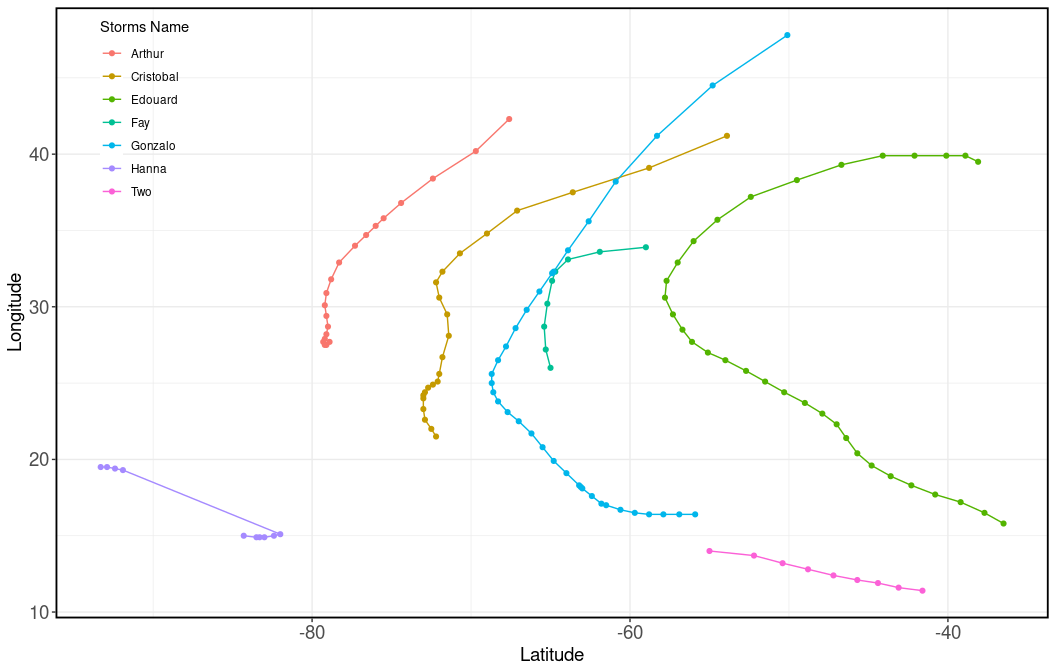 Storms Name
Arthur
Cristobal
Edouard
Fay
Gonzalo
Hanna
Two
Longitude
40
30
20
10
-80
-60
-40
Latitude